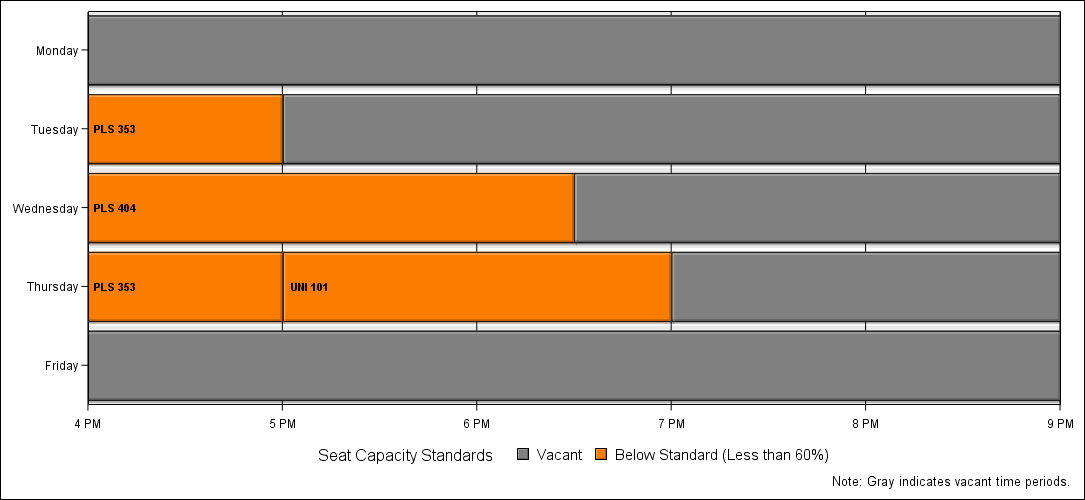 Monday
Tuesday
PLS 353
Wednesday
PLS 404
Thursday
PLS 353
UNI 101
Friday
4 PM 5 PM 6 PM 7 PM 8 PM 9 PM
Seat Capacity Standards Vacant Below Standard (Less than 60%)
Note: Gray indicates vacant time periods.